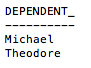 DEPENDENT_
----------
Michael
Theodore